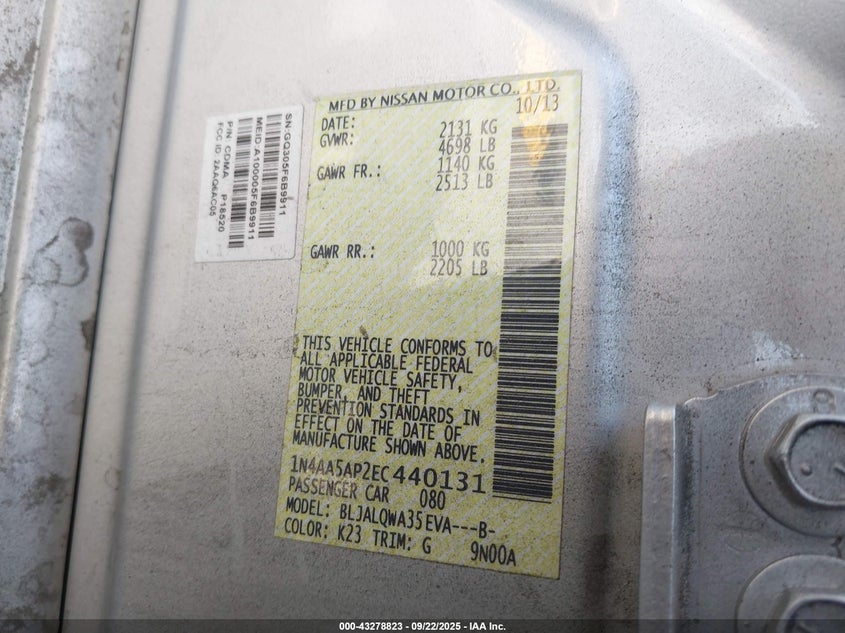 SN:GQ305F6B9911
MEID:A100005F6B9911
P/N: CDMA P18520
FCC ID: 2AAQ6AC05
MFD BY NISSAN MOTOR CO., LTD.
DATE: 10/13
GVWR: 2131 KG
4698 LB
GAWR FR.: 1140 KG
2513 LB
GAWR RR.: 1000 KG
2205 LB
THIS VEHICLE CONFORMS TO
ALL APPLICABLE FEDERAL
MOTOR VEHICLE SAFETY,
BUMPER, AND THEFT
PREVENTION STANDARDS IN
EFFECT ON THE DATE OF
MANUFACTURE SHOWN ABOVE.
1N4AA5AP2EC440131
PASSENGER CAR 080
MODEL: BLJALQWA35EVA---B-
COLOR: K23 TRIM: G 9N00A
000-43278823 - 09/22/2025 - IAA Inc.